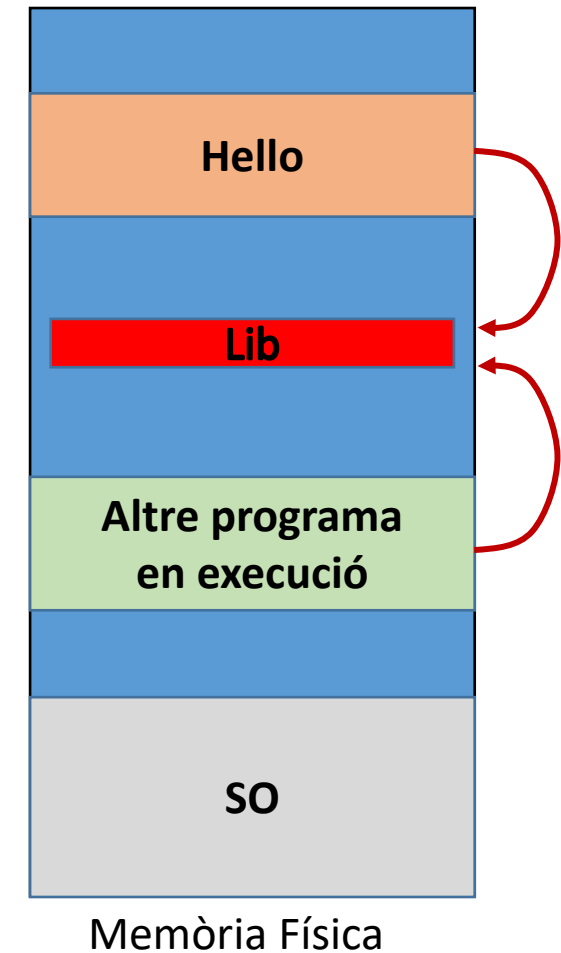 Hello
Lib
Altre programa
en execució
SO
Memòria Física